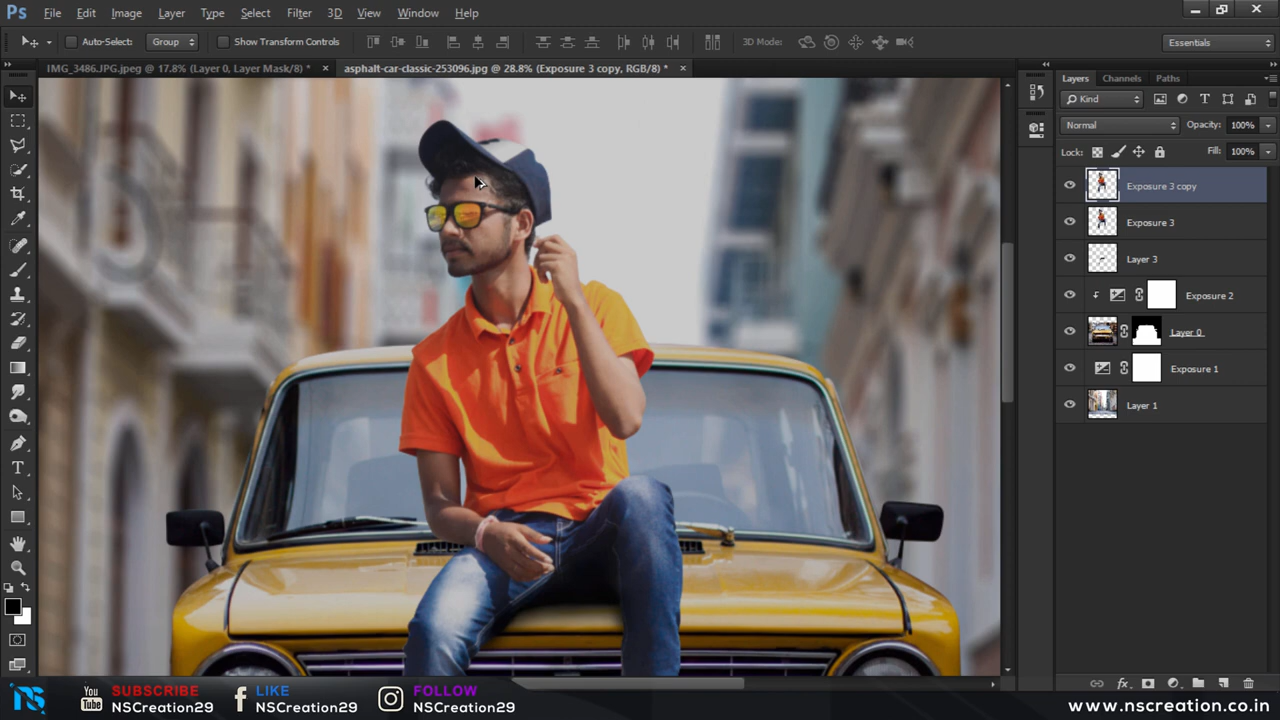 Ps File Edit Image Layer Type Select Filter 3D View Window Help
Auto-Select: Group Show Transform Controls 3D Mode: Essentials
IMG_3486.JPG.jpeg @ 17.8% (Layer 0, Layer Mask/8) * × asphalt-car-classic-253096.jpg @ 28.8% (Exposure 3 copy, RGB/8) * ×
Layers Channels Paths
Kind
Normal Opacity: 100%
Lock: Fill: 100%
Exposure 3 copy
Exposure 3
Layer 3
Exposure 2
Layer 0
Exposure 1
Layer 1
NS You Tube SUBSCRIBE NSCreation29 f LIKE NSCreation29 FOLLOW NSCreation29 www.nscreation.co.in